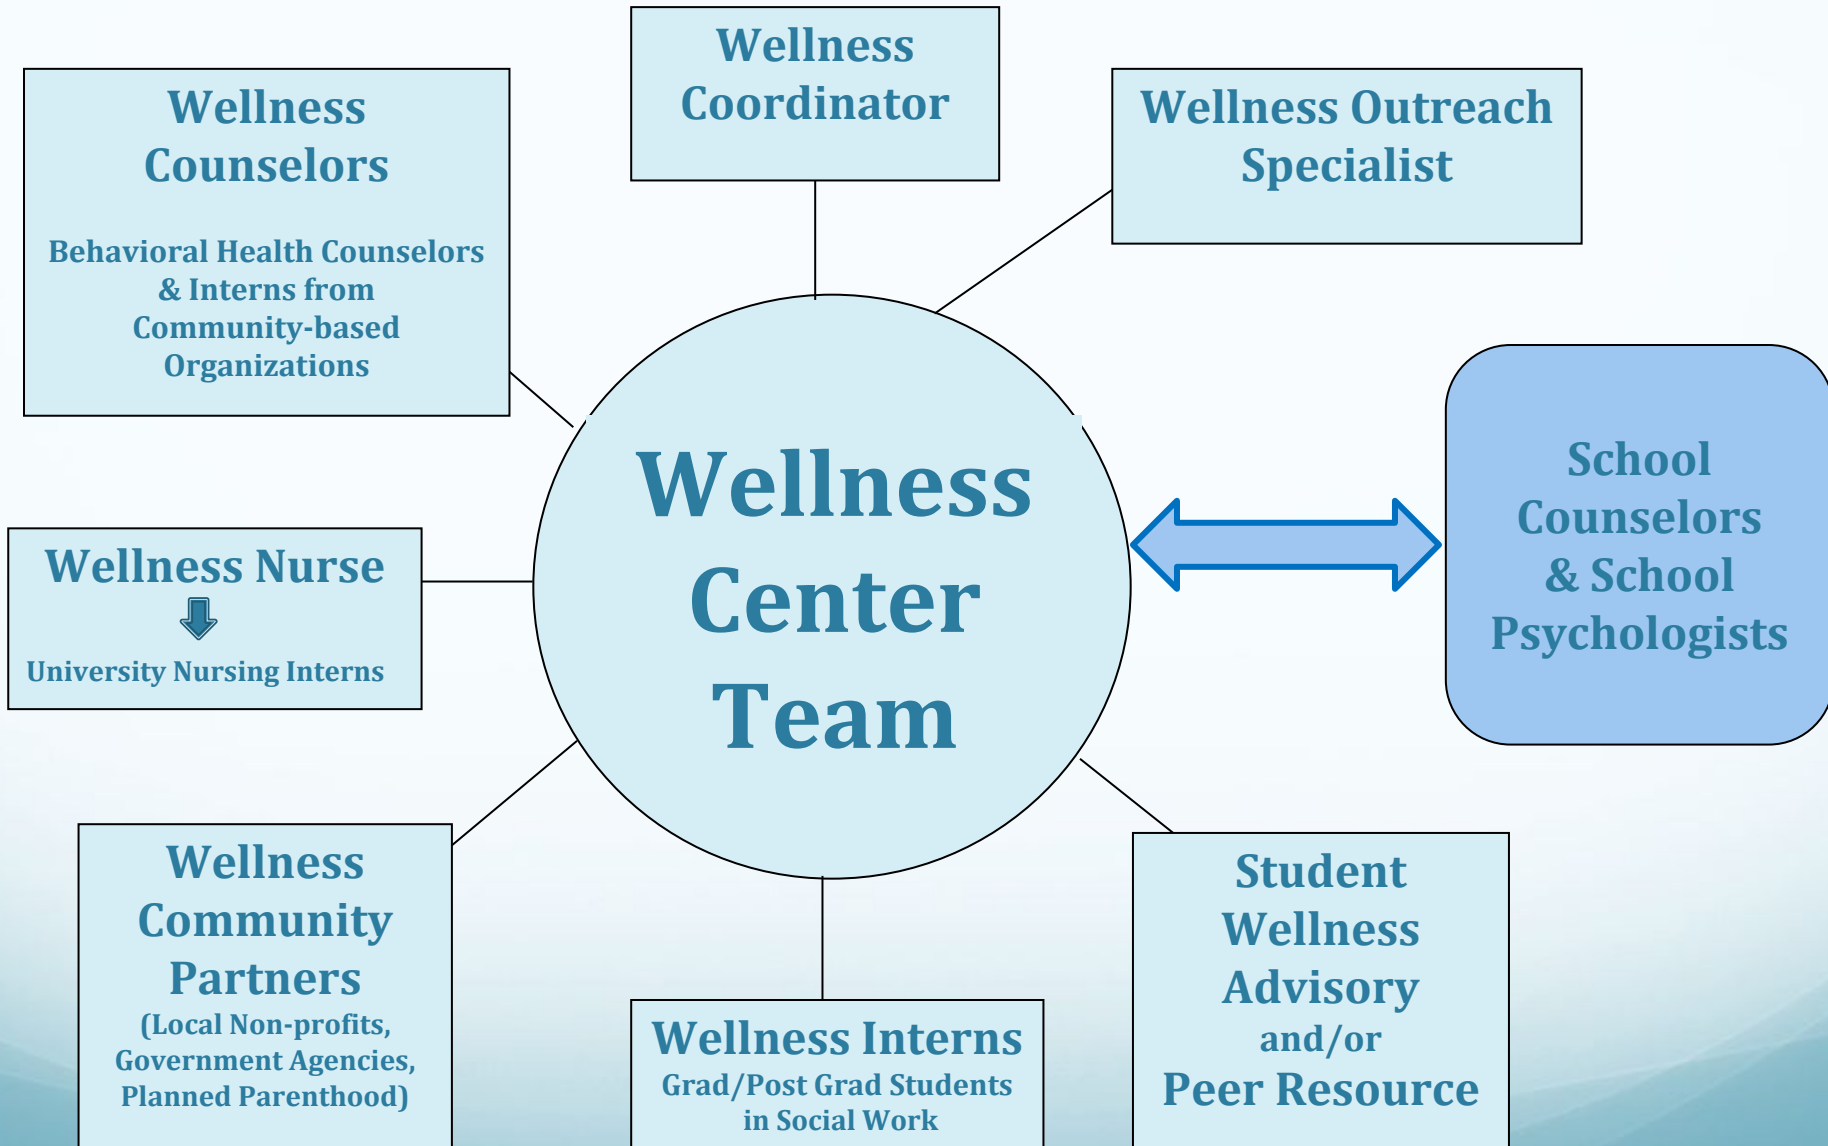 Wellness
Coordinator
Wellness
Counselors
Behavioral Health Counselors
& Interns from
Community-based
Organizations
Wellness Outreach
Specialist
Wellness
Center
Team
School
Counselors
& School
Psychologists
Wellness Nurse
University Nursing Interns
Wellness
Community
Partners
(Local Non-profits,
Government Agencies,
Planned Parenthood)
Wellness Interns
Grad/Post Grad Students
in Social Work
Student
Wellness
Advisory
and/or
Peer Resource